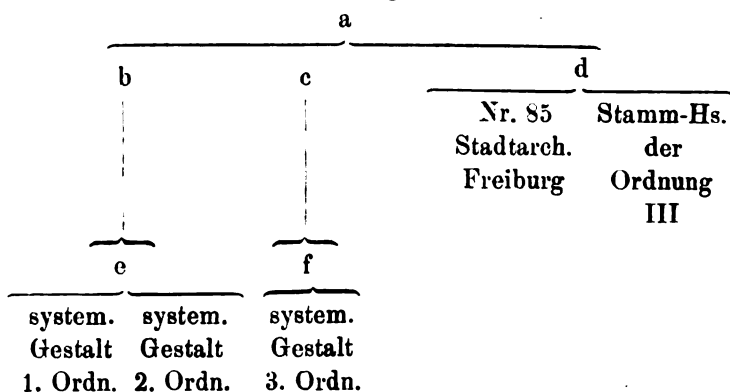 a
b c d
Nr. 85 Stamm-Hs.
Stadtarch. der
Freiburg Ordnung
III
e f
system. system. system.
Gestalt Gestalt Gestalt
1. Ordn. 2. Ordn. 3. Ordn.